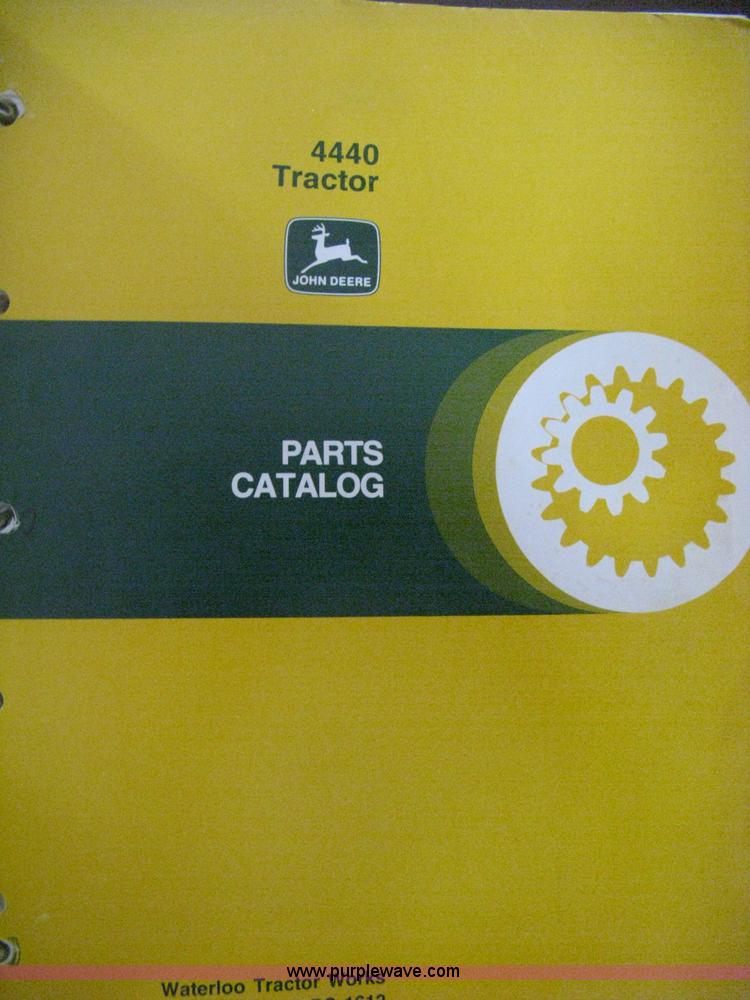 4440
Tractor
JOHN DEERE
PARTS
CATALOG
www.purplewave.com
Waterloo Tractor Works